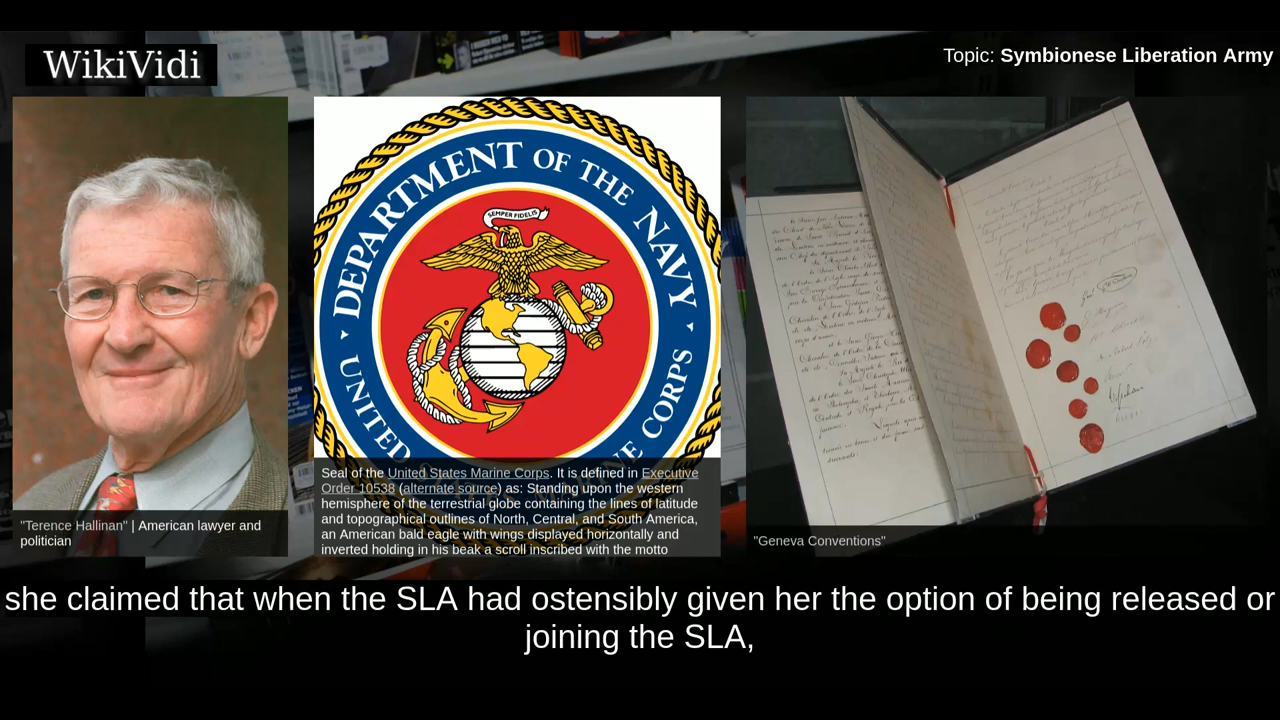 WikiVidi
Topic: Symbionese Liberation Army
DEPARTMENT OF THE NAVY
SEMPER FIDELIS
UNITED
CORPS
"Terence Hallinan" | American lawyer and
politician
Seal of the United States Marine Corps. It is defined in Executive
Order 10538 (alternate source) as: Standing upon the western
hemisphere of the terrestrial globe containing the lines of latitude
and topographical outlines of North, Central, and South America,
an American bald eagle with wings displayed horizontally and
inverted holding in his beak a scroll inscribed with the motto
"Geneva Conventions"
she claimed that when the SLA had ostensibly given her the option of being released or
joining the SLA,